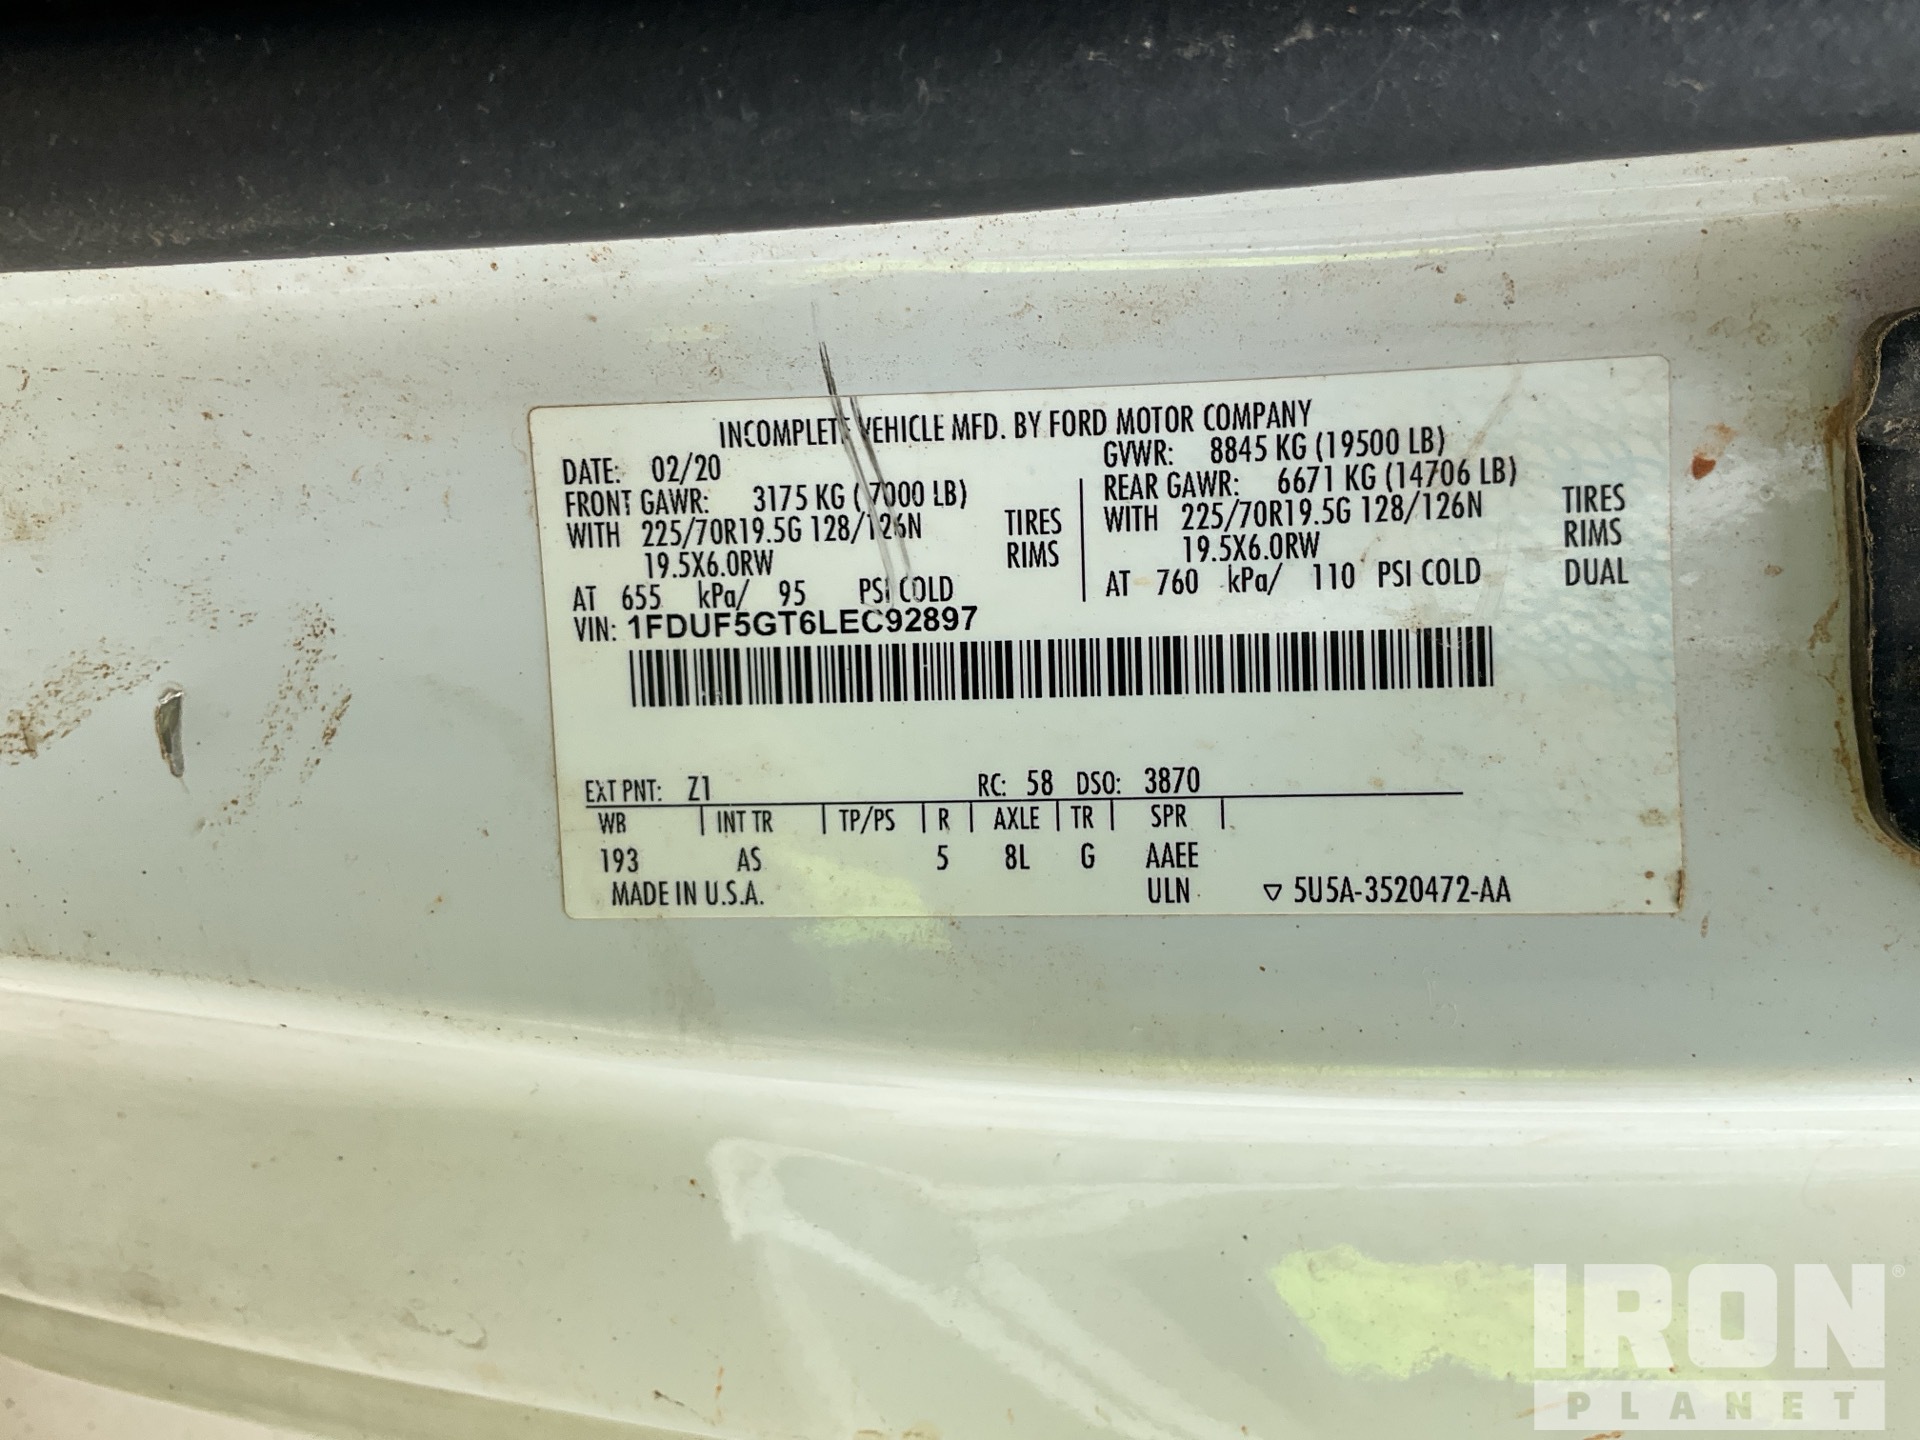 INCOMPLETE VEHICLE MFD. BY FORD MOTOR COMPANY
DATE: 02/20 GVWR: 8845 KG (19500 LB)
FRONT GAWR: 3175 KG ( 7000 LB) REAR GAWR: 6671 KG (14706 LB)
WITH 225/70R19.5G 128/126N TIRES WITH 225/70R19.5G 128/126N TIRES
19.5X6.0RW RIMS 19.5X6.0RW RIMS
AT 655 kPa/ 95 PSI COLD AT 760 kPa/ 110 PSI COLD DUAL
VIN: 1FDUF5GT6LEC92897
EXT PNT: Z1 RC: 58 DSO: 3870
WB | INT TR | TP/PS | R | AXLE | TR | SPR |
193 AS 5 8L G AAEE
MADE IN U.S.A. ULN ▽ 5U5A-3520472-AA
IRON ®
PLANET